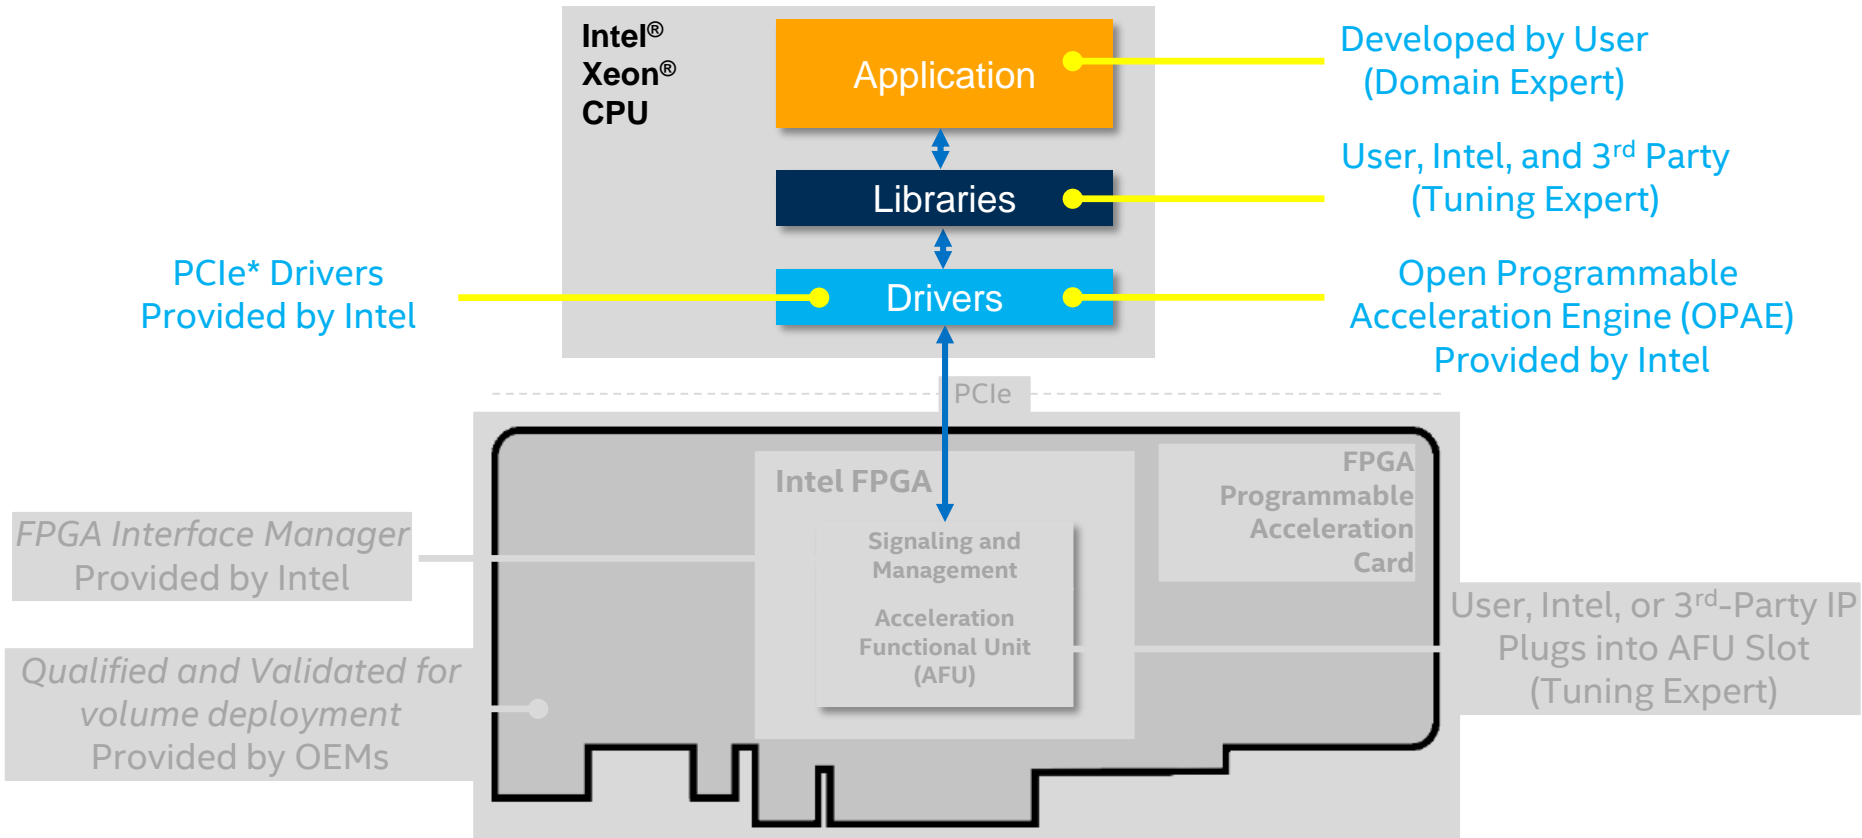 Intel®
Xeon®
CPU
Application
Developed by User
(Domain Expert)
Libraries
User, Intel, and 3rd Party
(Tuning Expert)
PCIe* Drivers
Provided by Intel
Drivers
Open Programmable
Acceleration Engine (OPAE)
Provided by Intel
PCIe
Intel FPGA
FPGA
Programmable
Acceleration
Card
FPGA Interface Manager
Provided by Intel
Signaling and
Management
Acceleration
Functional Unit
(AFU)
User, Intel, or 3rd-Party IP
Plugs into AFU Slot
(Tuning Expert)
Qualified and Validated for
volume deployment
Provided by OEMs